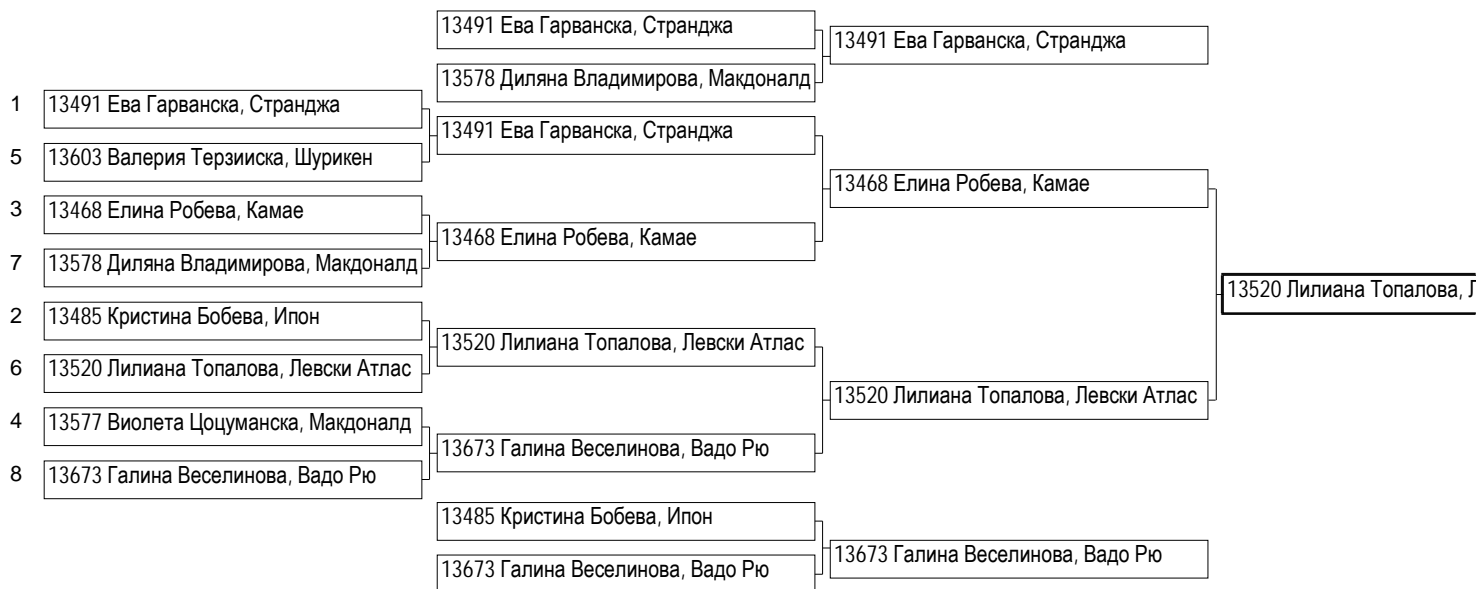 13491 Ева Гарванска, Странджа
13491 Ева Гарванска, Странджа
13578 Диляна Владимирова, Макдоналд
1 13491 Ева Гарванска, Странджа
13491 Ева Гарванска, Странджа
5 13603 Валерия Терзииска, Шурикен
13468 Елина Робева, Камае
3 13468 Елина Робева, Камае
13468 Елина Робева, Камае
7 13578 Диляна Владимирова, Макдоналд
13520 Лилиана Топалова,
2 13485 Кристина Бобева, Ипон
13520 Лилиана Топалова, Левски Атлас
6 13520 Лилиана Топалова, Левски Атлас
13520 Лилиана Топалова, Левски Атлас
4 13577 Виолета Цоцуманска, Макдоналд
13673 Галина Веселинова, Вадо Рю
8 13673 Галина Веселинова, Вадо Рю
13485 Кристина Бобева, Ипон
13673 Галина Веселинова, Вадо Рю
13673 Галина Веселинова, Вадо Рю